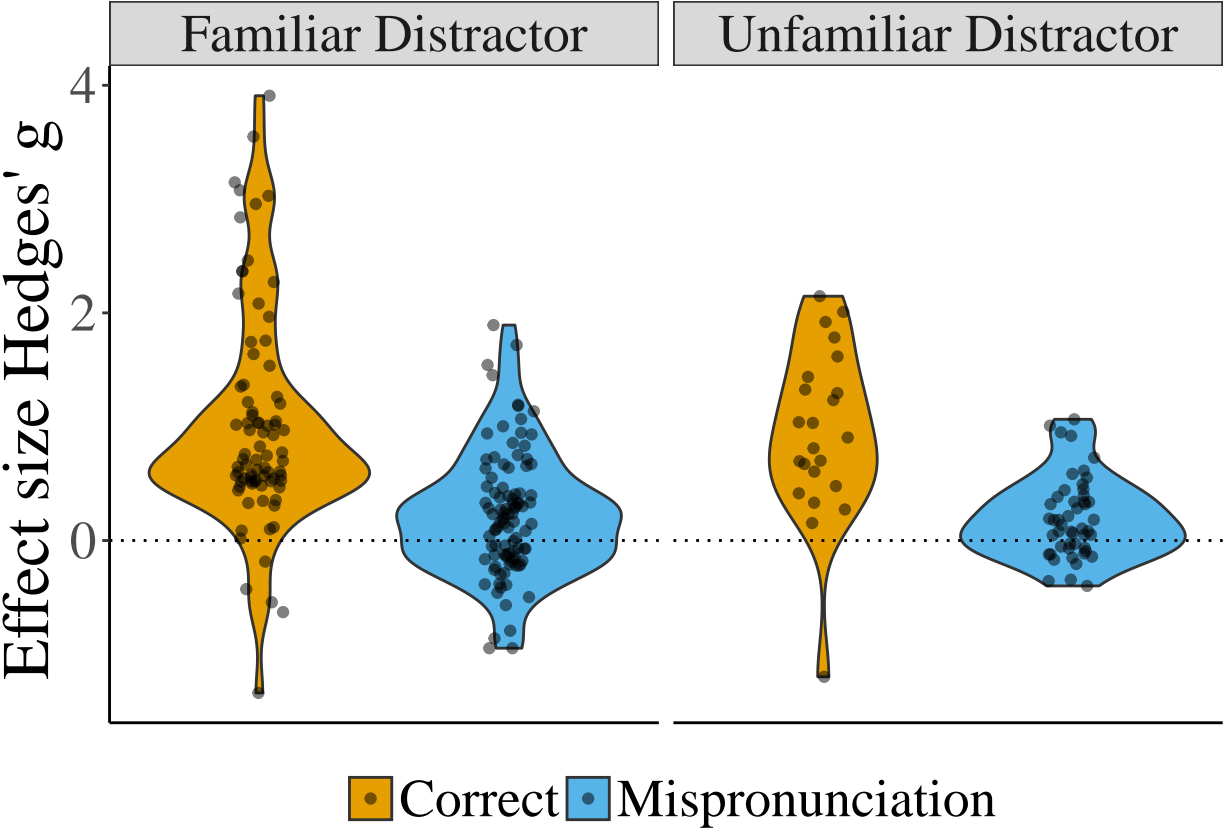 Familiar Distractor
Unfamiliar Distractor
Effect size Hedges' g
4
2
0
Correct
Mispronunciation